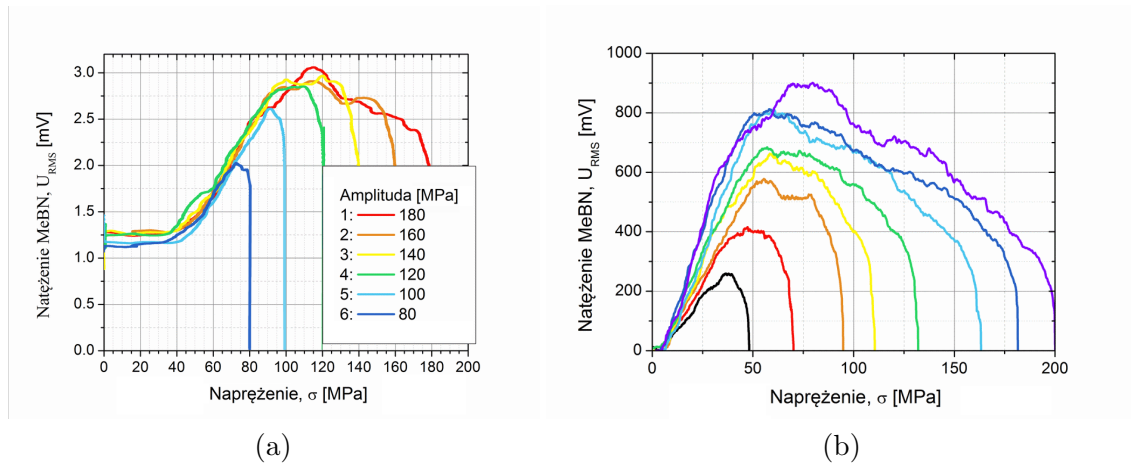 Natężenie MeBN, U_RMS [mV]
3.0
2.5
2.0
1.5
1.0
0.5
0.0
0 20 40 60 80 100 120 140 160 180 200
Naprężenie, σ [MPa]
Amplituda [MPa]
1: 180
2: 160
3: 140
4: 120
5: 100
6: 80
(a)
Natężenie MeBN, U_RMS [mV]
1000
800
600
400
200
0
0 50 100 150 200
Naprężenie, σ [MPa]
(b)